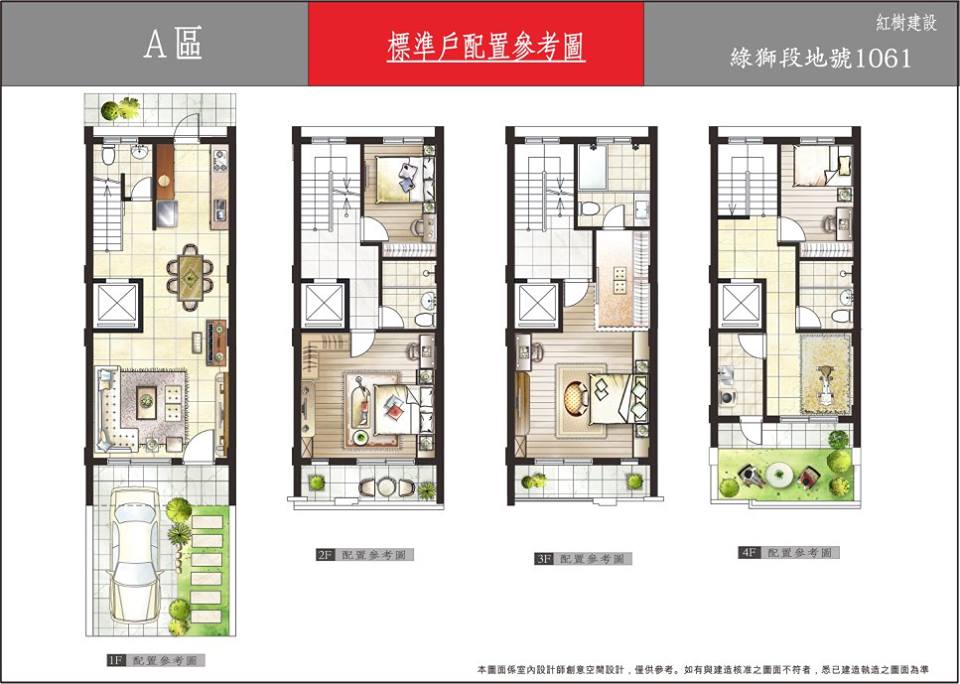 A區
標準戶配置參考圖
紅樹建設
綠獅段地號1061
2F 配置參考圖
3F 配置參考圖
4F 配置參考圖
1F 配置參考圖
本圖面係室內設計師創意空間設計，僅供參考。如有與建造核准之圖面不符者，悉已建造執造之圖面為準